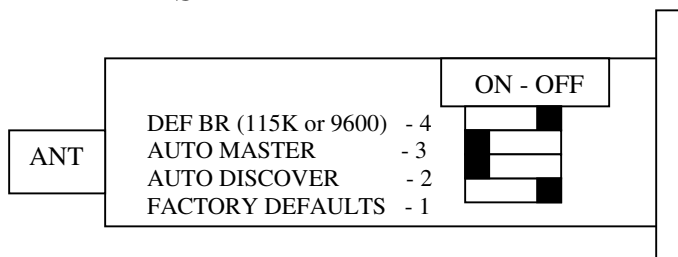 ON - OFF
DEF BR (115K or 9600) - 4
ANT
AUTO MASTER - 3
AUTO DISCOVER - 2
FACTORY DEFAULTS - 1